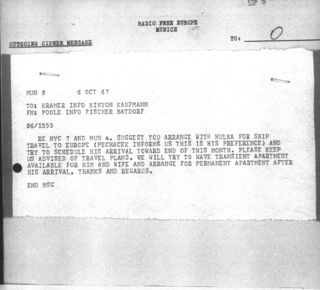 SEP 5
RADIO FREE EUROPE
MUNICH
TO: O
OUTGOING CIPHER MESSAGE
MUN 8 6 OCT 67
TO: KRAMER INFO KINYON KAUFMANN
FM: POOLE INFO FISCHER BATDORF
06/1559
RE NYC 7 AND MUN 4. SUGGEST YOU ARRANGE WITH HULKA FOR SHIP
TRAVEL TO EUROPE (PECHACEK INFORMS US THIS IS HIS PREFERENCE) AND
TRY TO SCHEDULE HIS ARRIVAL TOWARD END OF THIS MONTH. PLEASE KEEP
US ADVISED OF TRAVEL PLANS. WE WILL TRY TO HAVE TRANSIENT APARTMENT
AVAILABLE FOR HIM AND WIFE AND ARRANGE FOR PERMANENT APARTMENT AFTER
HIS ARRIVAL. THANKS AND REGARDS.
END MSG